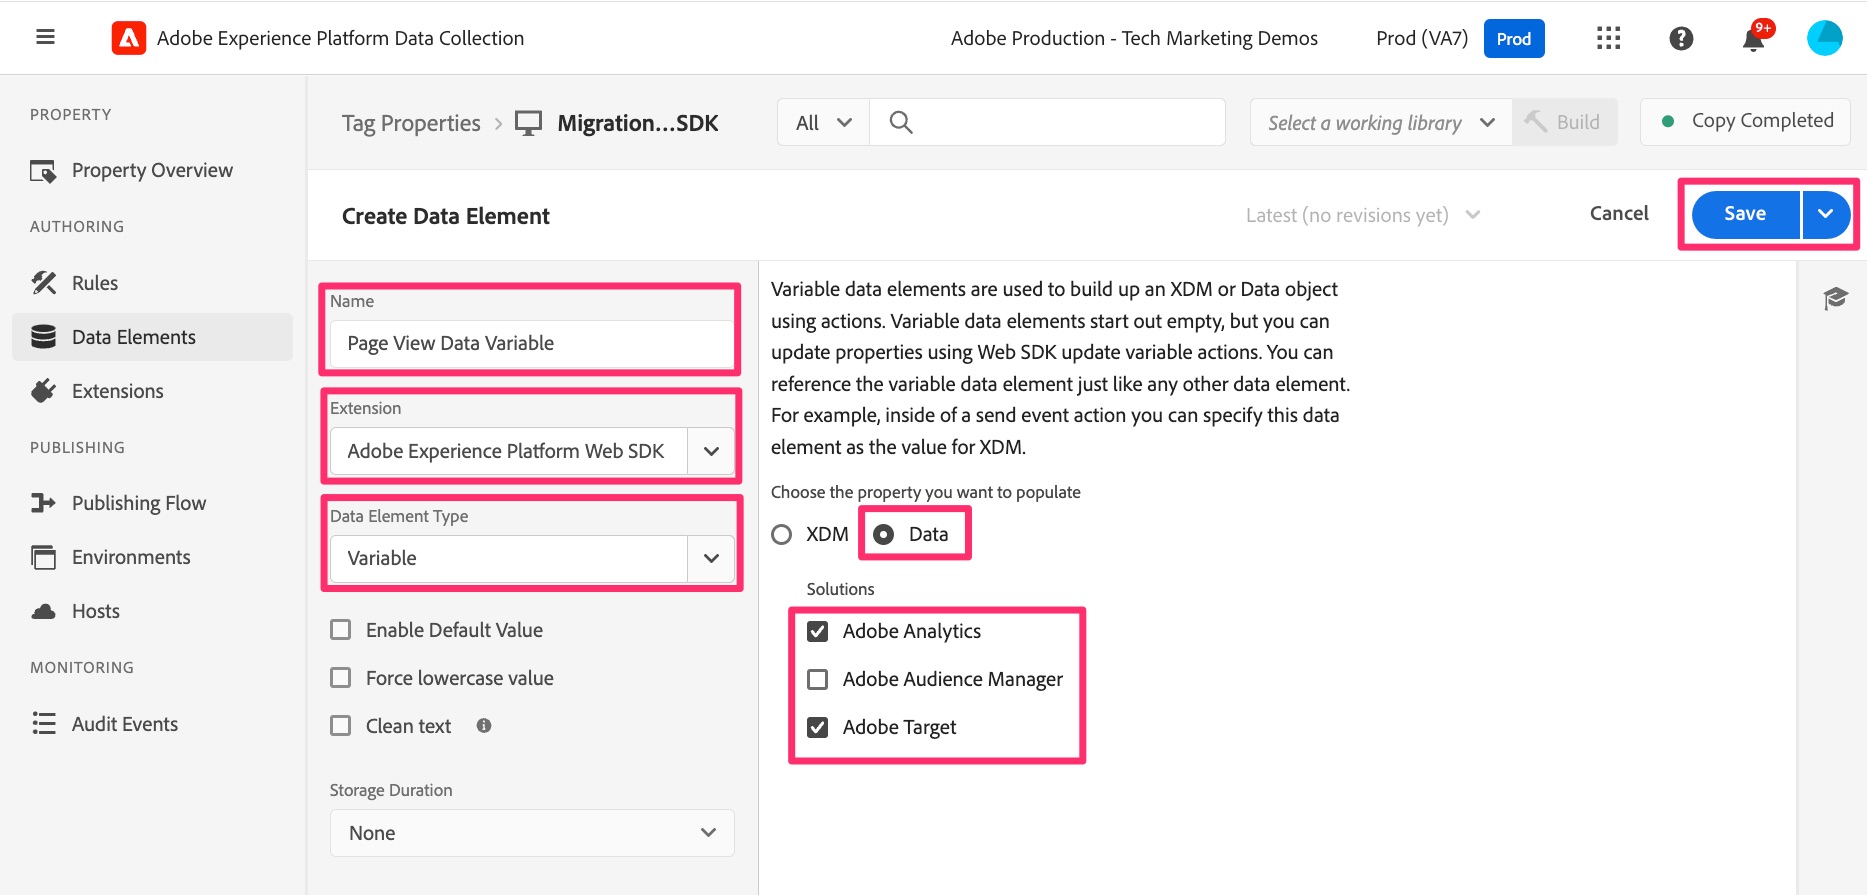 Adobe Experience Platform Data Collection
Adobe Production - Tech Marketing Demos
Prod (VA7)
Prod
9+
PROPERTY
Property Overview
AUTHORING
Rules
Data Elements
Extensions
PUBLISHING
Publishing Flow
Environments
Hosts
MONITORING
Audit Events
Tag Properties
Migration...SDK
All
Select a working library
Build
Copy Completed
Create Data Element
Latest (no revisions yet)
Cancel
Save
Name
Page View Data Variable
Extension
Adobe Experience Platform Web SDK
Data Element Type
Variable
Enable Default Value
Force lowercase value
Clean text
Storage Duration
None
Variable data elements are used to build up an XDM or Data object
using actions. Variable data elements start out empty, but you can
update properties using Web SDK update variable actions. You can
reference the variable data element just like any other data element.
For example, inside of a send event action you can specify this data
element as the value for XDM.
Choose the property you want to populate
XDM
Data
Solutions
Adobe Analytics
Adobe Audience Manager
Adobe Target